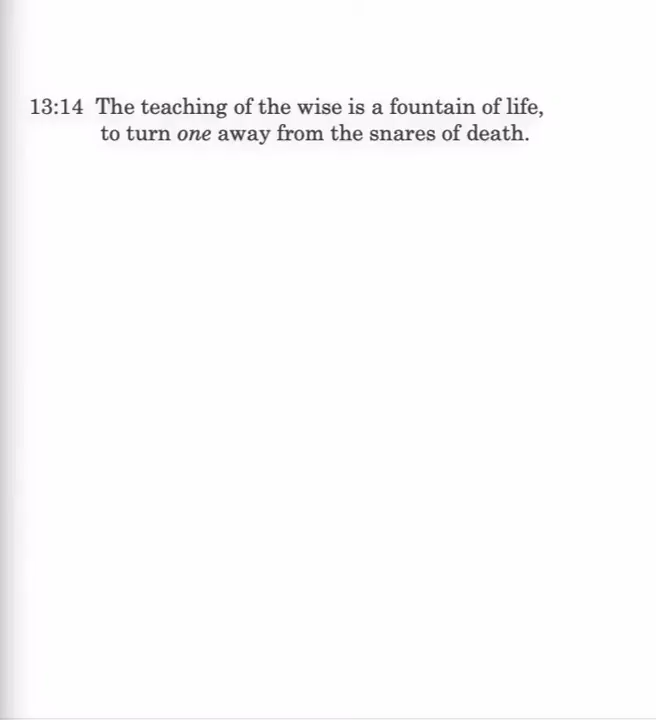 13:14 The teaching of the wise is a fountain of life,
to turn one away from the snares of death.